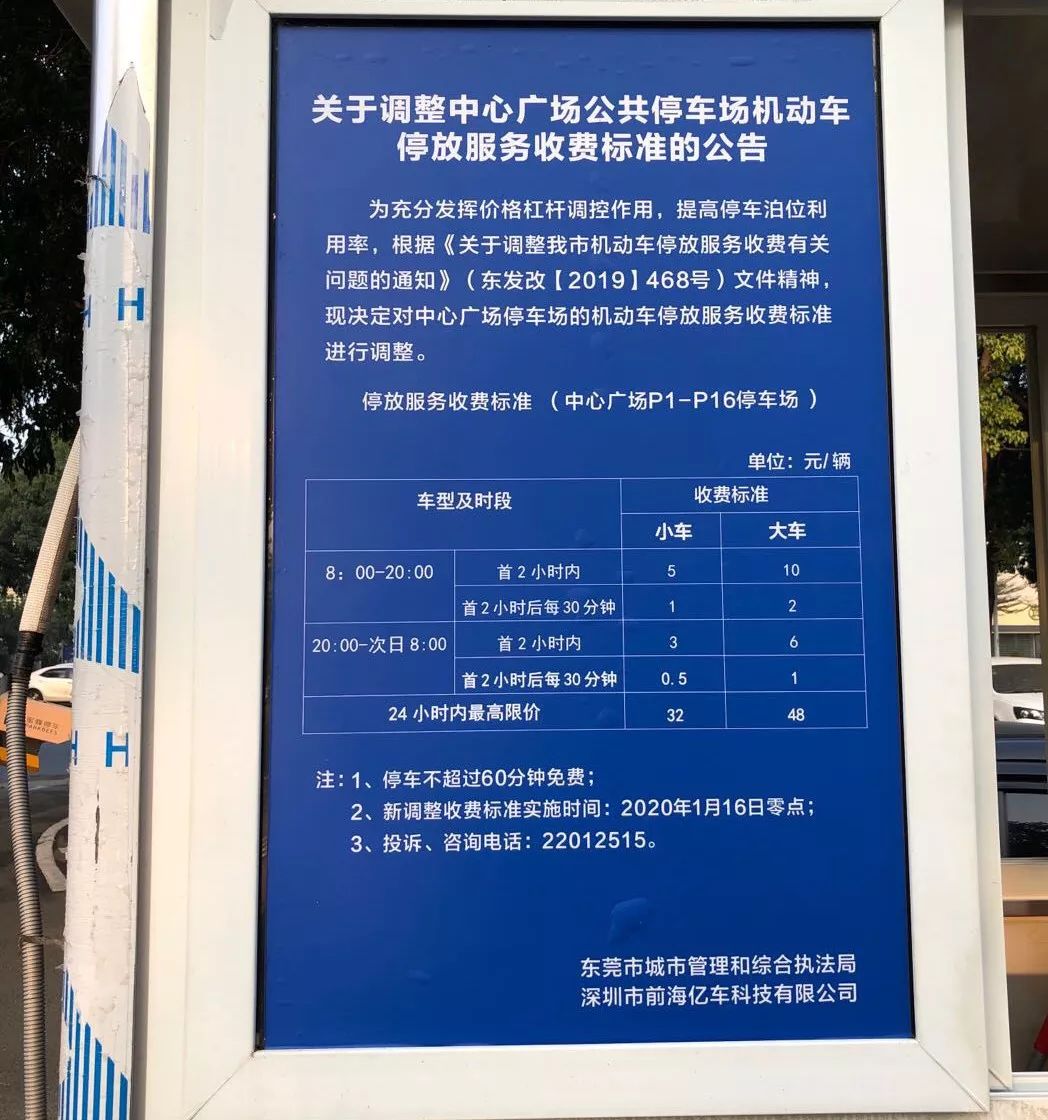 关于调整中心广场公共停车场机动车
停放服务收费标准的公告
为充分发挥价格杠杆调控作用，提高停车泊位利
用率，根据《关于调整我市机动车停放服务收费有关
问题的通知》（东发改【2019】468号）文件精神，
现决定对中心广场停车场的机动车停放服务收费标准
进行调整。
停放服务收费标准 （中心广场P1-P16停车场 ）
单位：元/辆
车型及时段 收费标准
小车 大车
8：00-20:00 首2小时内 5 10
首2小时后每30分钟 1 2
20:00-次日8:00 首2小时内 3 6
首2小时后每30分钟 0.5 1
24小时内最高限价 32 48
注：1、停车不超过60分钟免费；
2、新调整收费标准实施时间：2020年1月16日零点；
3、投诉、咨询电话：22012515。
东莞市城市管理和综合执法局
深圳市前海亿车科技有限公司
H
H